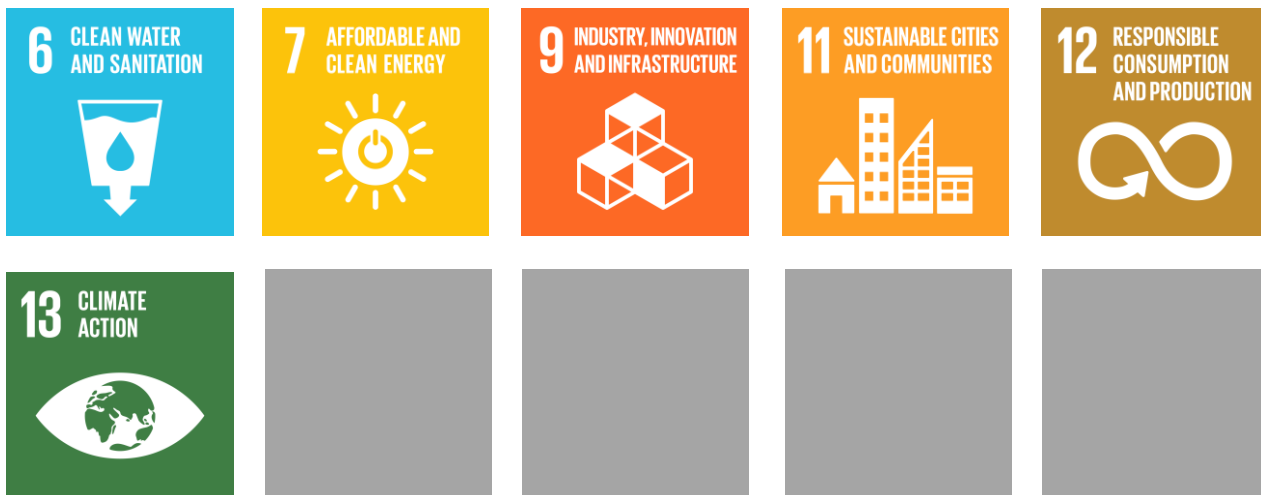 6 CLEAN WATER
AND SANITATION
7 AFFORDABLE AND
CLEAN ENERGY
9 INDUSTRY, INNOVATION
AND INFRASTRUCTURE
11 SUSTAINABLE CITIES
AND COMMUNITIES
12 RESPONSIBLE
CONSUMPTION
AND PRODUCTION
13 CLIMATE
ACTION